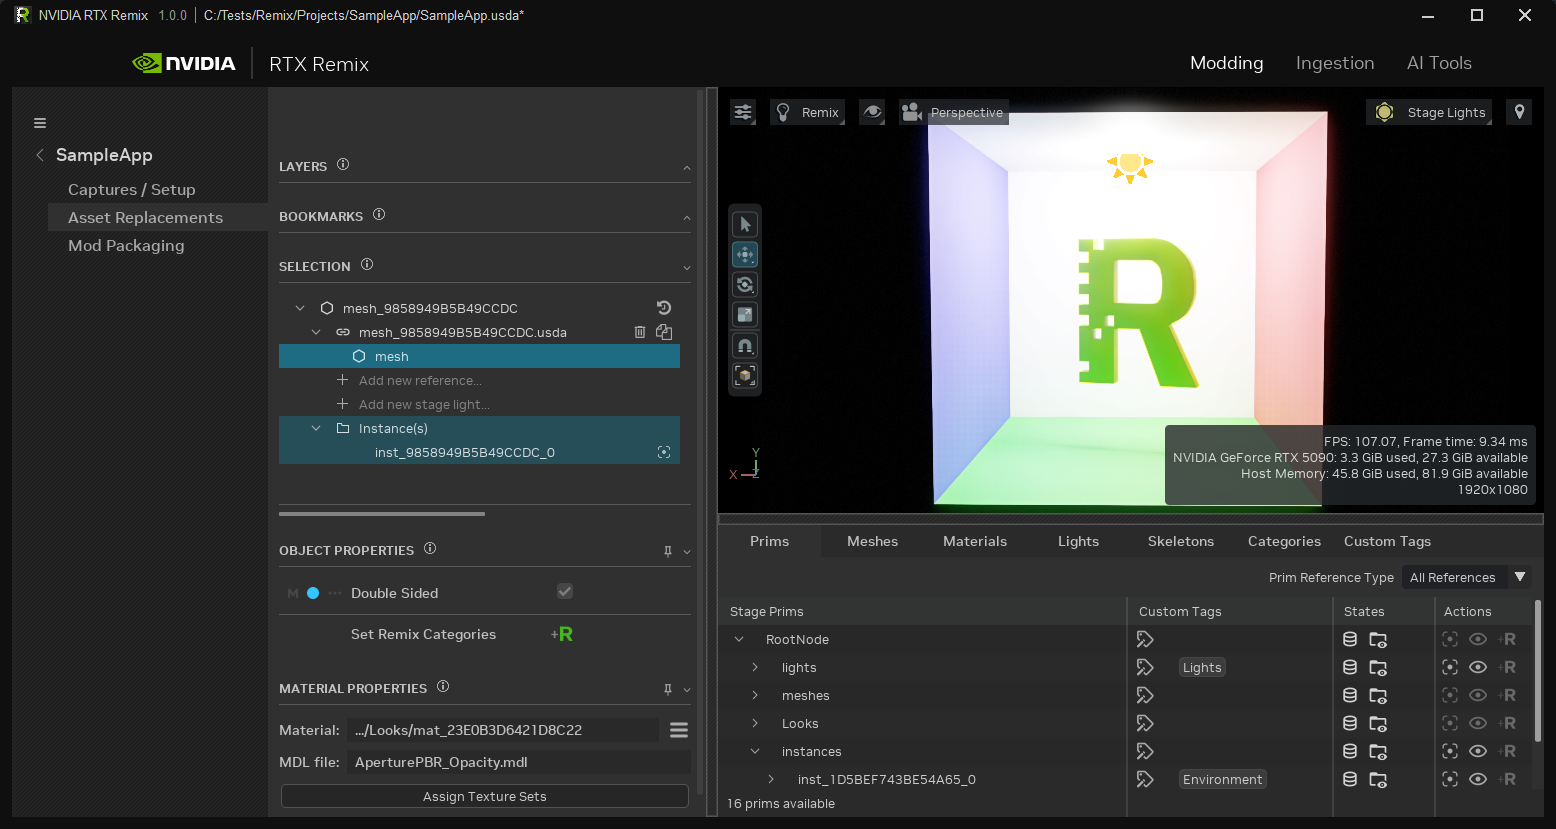 NVIDIA RTX Remix 1.0.0 | C:/Tests/Remix/Projects/SampleApp/SampleApp.usda*
NVIDIA RTX Remix
Modding Ingestion AI Tools
SampleApp
Captures / Setup
Asset Replacements
Mod Packaging
LAYERS
BOOKMARKS
SELECTION
mesh_9858949B5B49CCDC
mesh_9858949B5B49CCDC.usda
mesh
Add new reference...
Add new stage light...
Instance(s)
inst_9858949B5B49CCDC_0
OBJECT PROPERTIES
M Double Sided
Set Remix Categories +R
MATERIAL PROPERTIES
Material: .../Looks/mat_23E0B3D6421D8C22
MDL file: AperturePBR_Opacity.mdl
Assign Texture Sets
Remix Perspective Stage Lights
R
Y
X Z
FPS: 107.07, Frame time: 9.34 ms
NVIDIA GeForce RTX 5090: 3.3 GiB used, 27.3 GiB available
Host Memory: 45.8 GiB used, 81.9 GiB available
1920x1080
Prims Meshes Materials Lights Skeletons Categories Custom Tags
Prim Reference Type All References
Stage Prims Custom Tags States Actions
RootNode +R
lights Lights +R
meshes +R
Looks +R
instances +R
inst_1D5BEF743BE54A65_0 Environment +R
16 prims available